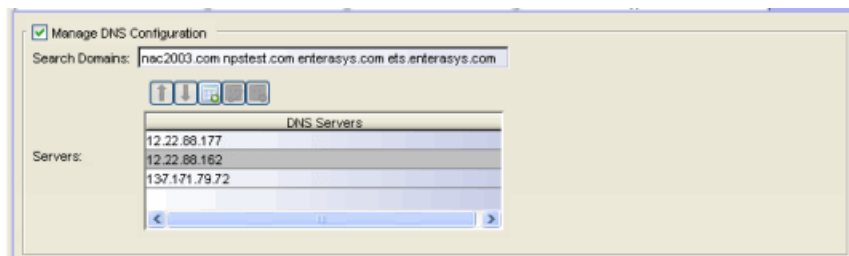 Manage DNS Configuration
Search Domains: nac2003.com npstest.com enterasys.com ets.enterasys.com
DNS Servers
12.22.88.177
Servers:
12.22.88.162
137.171.79.72